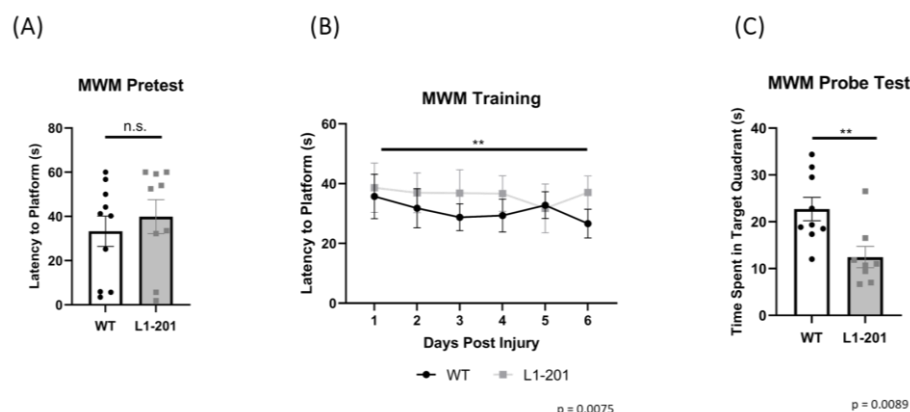 (A)
MWM Pretest
n.s.
Latency to Platform (s)
80
60
40
20
0
WT
L1-201
(B)
MWM Training
**
Latency to Platform (s)
60
40
20
0
1 2 3 4 5 6
Days Post Injury
WT L1-201
p = 0.0075
(C)
MWM Probe Test
**
Time Spent in Target Quadrant (s)
40
30
20
10
0
WT
L1-201
p = 0.0089